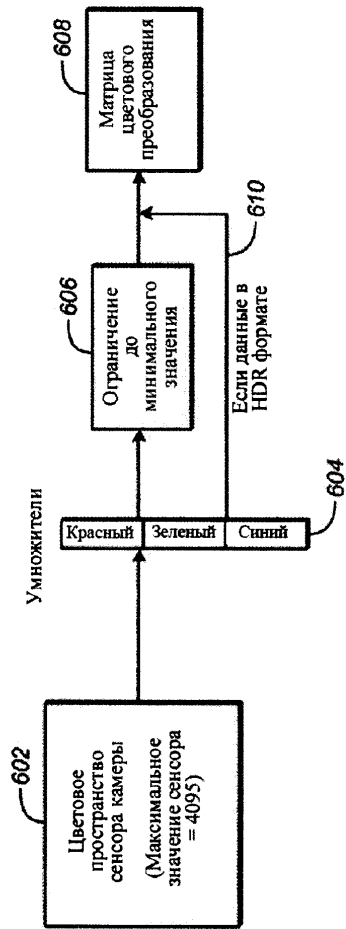 602
Цветовое
пространство
сенсора камеры
(Максимальное
значение сенсора
= 4095)
Умножители
Красный
Зеленый
Синий
604
606
Ограничение
до
минимального
значения
Если данные в
HDR формате
610
608
Матрица
цветового
преобразования